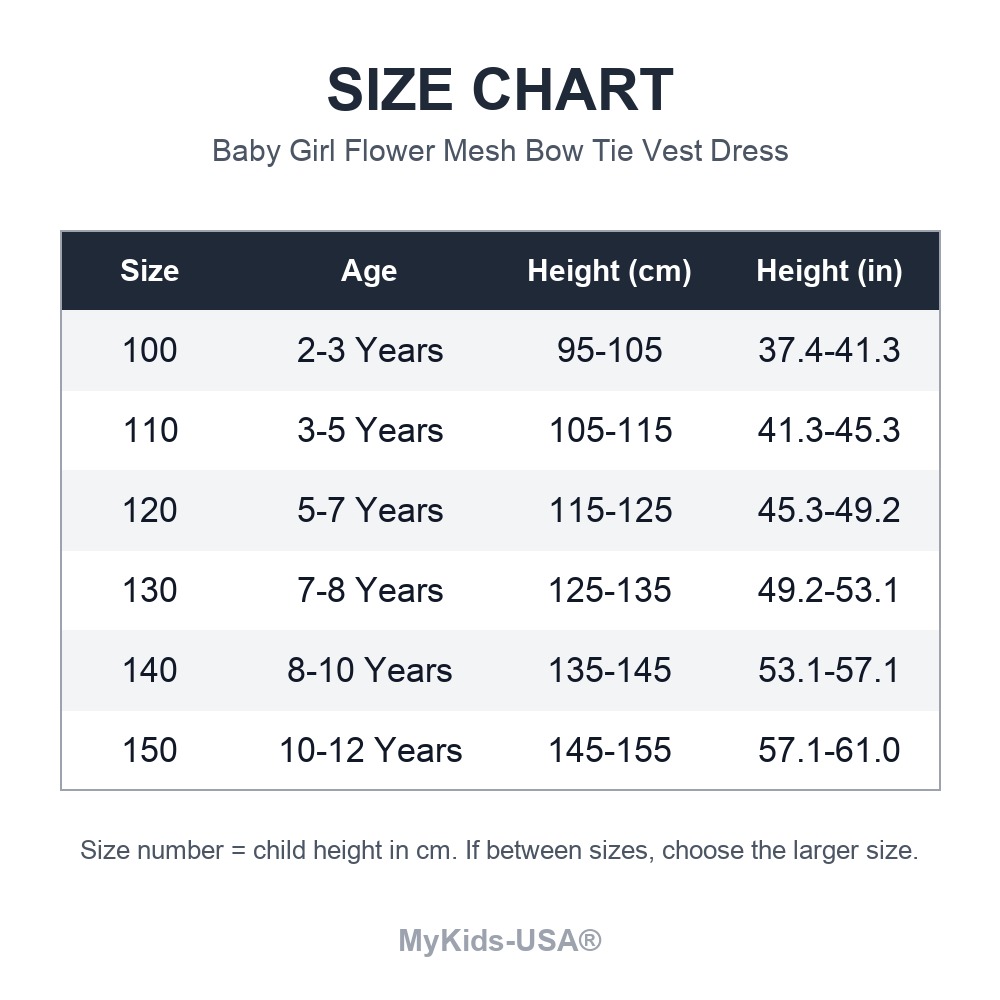 SIZE CHART
Baby Girl Flower Mesh Bow Tie Vest Dress
Size Age Height (cm) Height (in)
100 2-3 Years 95-105 37.4-41.3
110 3-5 Years 105-115 41.3-45.3
120 5-7 Years 115-125 45.3-49.2
130 7-8 Years 125-135 49.2-53.1
140 8-10 Years 135-145 53.1-57.1
150 10-12 Years 145-155 57.1-61.0
Size number = child height in cm. If between sizes, choose the larger size.
MyKids-USA®